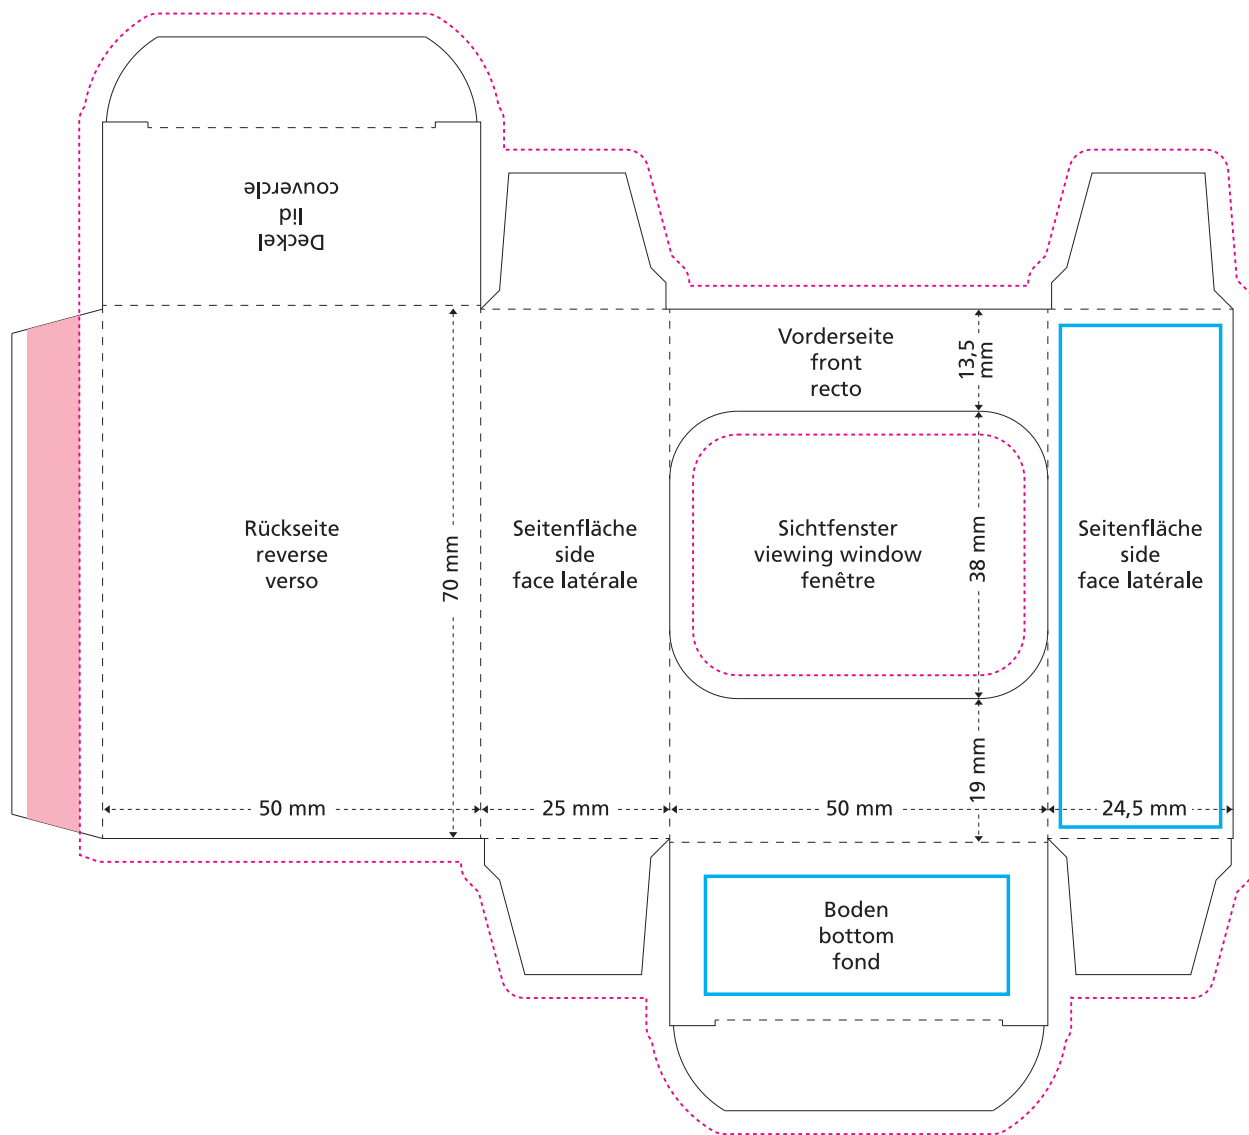 Deckel
lid
couvercle
Vorderseite
front
recto
13,5
mm
Rückseite
reverse
verso
70 mm
Seitenfläche
side
face latérale
Sichtfenster
viewing window
fenêtre
38 mm
Seitenfläche
side
face latérale
19 mm
50 mm
25 mm
50 mm
24,5 mm
Boden
bottom
fond